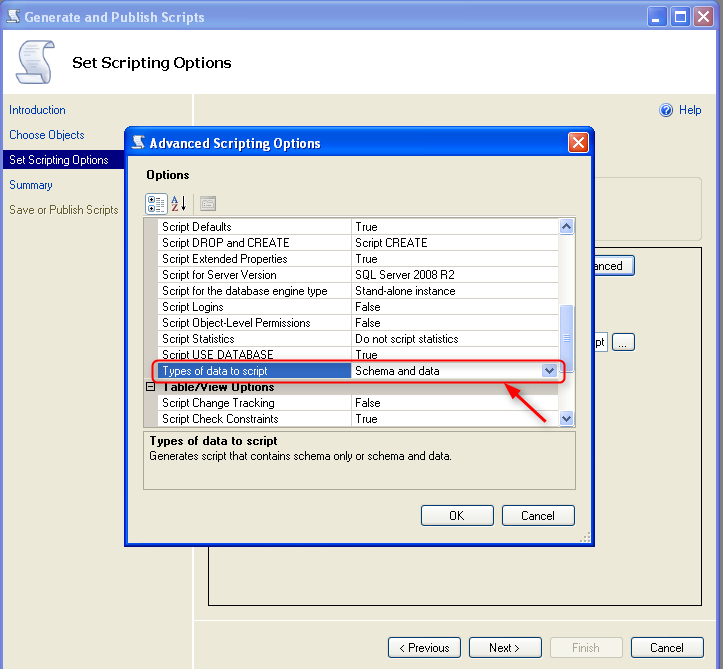 Generate and Publish Scripts
Set Scripting Options
Introduction
Help
Choose Objects
Set Scripting Options
Summary
Save or Publish Scripts
Advanced Scripting Options
Options
Script Defaults True
Script DROP and CREATE Script CREATE
Script Extended Properties True
Script for Server Version SQL Server 2008 R2
Script for the database engine type Stand-alone instance
Script Logins False
Script Object-Level Permissions False
Script Statistics Do not script statistics
Script USE DATABASE True
Types of data to script Schema and data
Table/View Options
Script Change Tracking False
Script Check Constraints True
Types of data to script
Generates script that contains schema only or schema and data.
OK Cancel
anced
pt ...
< Previous Next > Finish Cancel